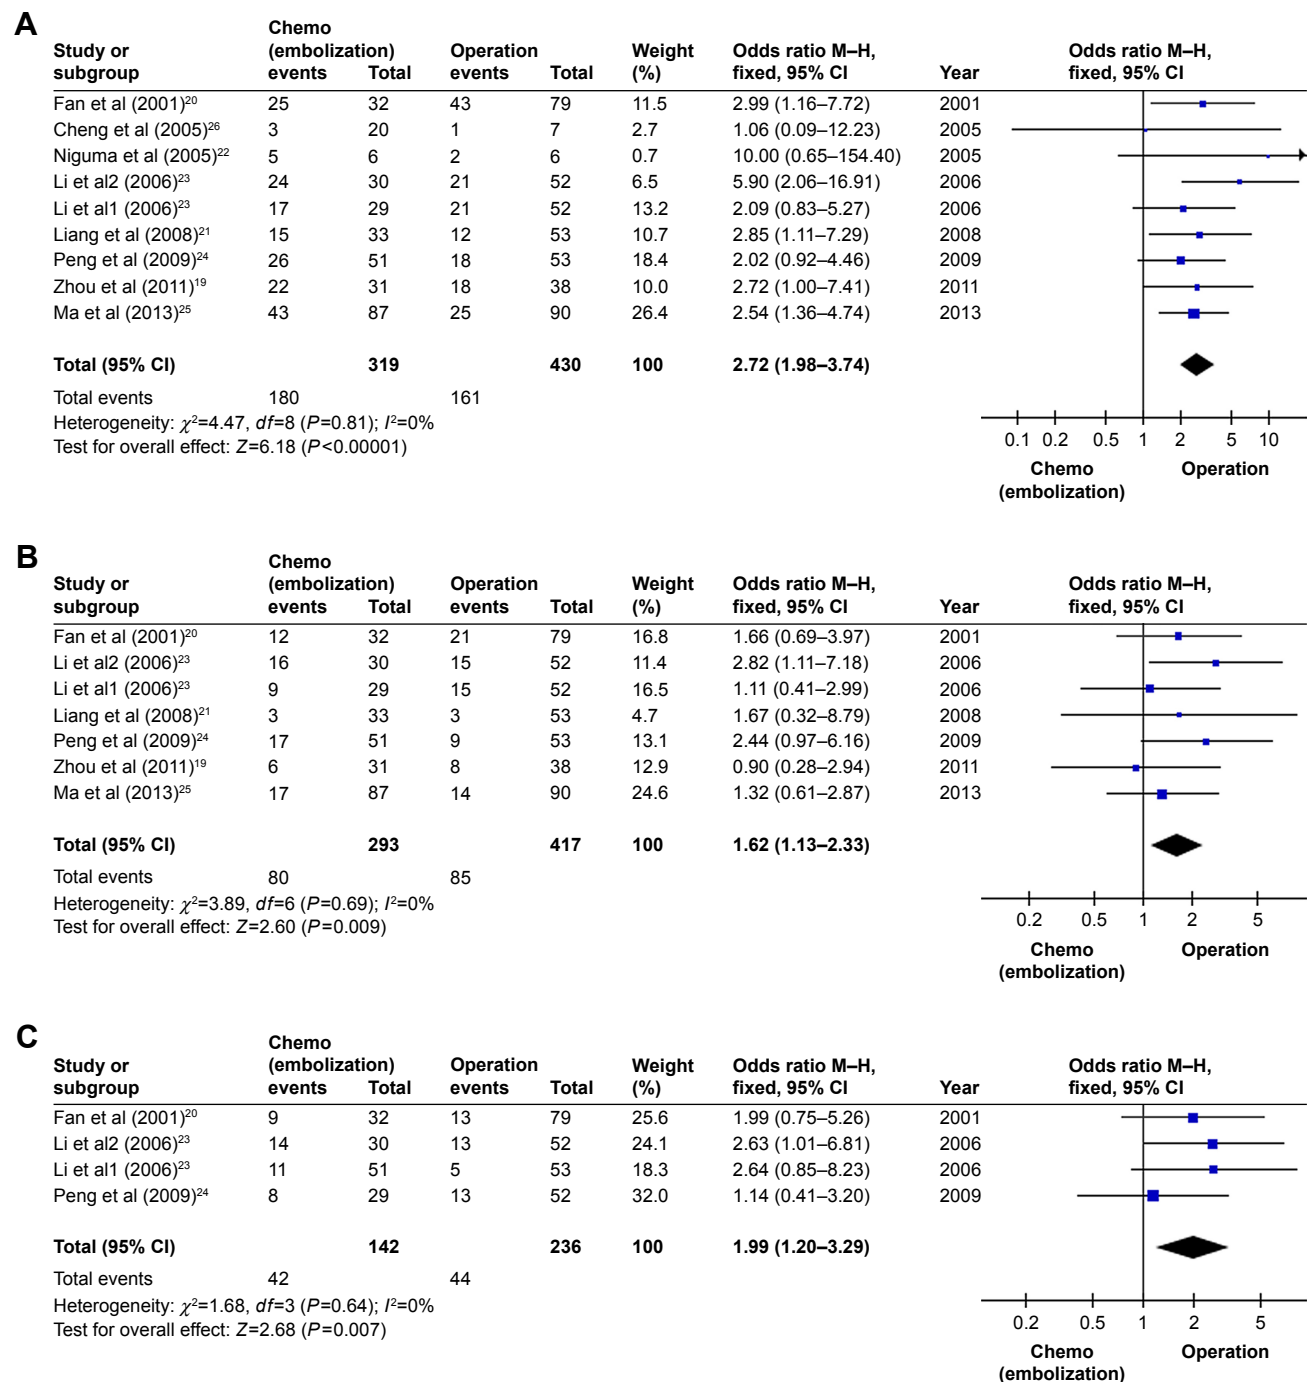 A
Chemo
Study or (embolization) Operation Weight Odds ratio M–H, Odds ratio M–H,
subgroup events Total events Total (%) fixed, 95% CI Year fixed, 95% CI
Fan et al (2001)20 25 32 43 79 11.5 2.99 (1.16–7.72) 2001
Cheng et al (2005)26 3 20 1 7 2.7 1.06 (0.09–12.23) 2005
Niguma et al (2005)22 5 6 2 6 0.7 10.00 (0.65–154.40) 2005
Li et al2 (2006)23 24 30 21 52 6.5 5.90 (2.06–16.91) 2006
Li et al1 (2006)23 17 29 21 52 13.2 2.09 (0.83–5.27) 2006
Liang et al (2008)21 15 33 12 53 10.7 2.85 (1.11–7.29) 2008
Peng et al (2009)24 26 51 18 53 18.4 2.02 (0.92–4.46) 2009
Zhou et al (2011)19 22 31 18 38 10.0 2.72 (1.00–7.41) 2011
Ma et al (2013)25 43 87 25 90 26.4 2.54 (1.36–4.74) 2013
Total (95% CI) 319 430 100 2.72 (1.98–3.74)
Total events 180 161
Heterogeneity: χ2=4.47, df=8 (P=0.81); I2=0%
Test for overall effect: Z=6.18 (P<0.00001)
0.1 0.2 0.5 1 2 5 10
Chemo Operation
(embolization)
B
Chemo
Study or (embolization) Operation Weight Odds ratio M–H, Odds ratio M–H,
subgroup events Total events Total (%) fixed, 95% CI Year fixed, 95% CI
Fan et al (2001)20 12 32 21 79 16.8 1.66 (0.69–3.97) 2001
Li et al2 (2006)23 16 30 15 52 11.4 2.82 (1.11–7.18) 2006
Li et al1 (2006)23 9 29 15 52 16.5 1.11 (0.41–2.99) 2006
Liang et al (2008)21 3 33 3 53 4.7 1.67 (0.32–8.79) 2008
Peng et al (2009)24 17 51 9 53 13.1 2.44 (0.97–6.16) 2009
Zhou et al (2011)19 6 31 8 38 12.9 0.90 (0.28–2.94) 2011
Ma et al (2013)25 17 87 14 90 24.6 1.32 (0.61–2.87) 2013
Total (95% CI) 293 417 100 1.62 (1.13–2.33)
Total events 80 85
Heterogeneity: χ2=3.89, df=6 (P=0.69); I2=0%
Test for overall effect: Z=2.60 (P=0.009)
0.2 0.5 1 2 5
Chemo Operation
(embolization)
C
Chemo
Study or (embolization) Operation Weight Odds ratio M–H, Odds ratio M–H,
subgroup events Total events Total (%) fixed, 95% CI Year fixed, 95% CI
Fan et al (2001)20 9 32 13 79 25.6 1.99 (0.75–5.26) 2001
Li et al2 (2006)23 14 30 13 52 24.1 2.63 (1.01–6.81) 2006
Li et al1 (2006)23 11 51 5 53 18.3 2.64 (0.85–8.23) 2006
Peng et al (2009)24 8 29 13 52 32.0 1.14 (0.41–3.20) 2009
Total (95% CI) 142 236 100 1.99 (1.20–3.29)
Total events 42 44
Heterogeneity: χ2=1.68, df=3 (P=0.64); I2=0%
Test for overall effect: Z=2.68 (P=0.007)
0.2 0.5 1 2 5
Chemo Operation
(embolization)